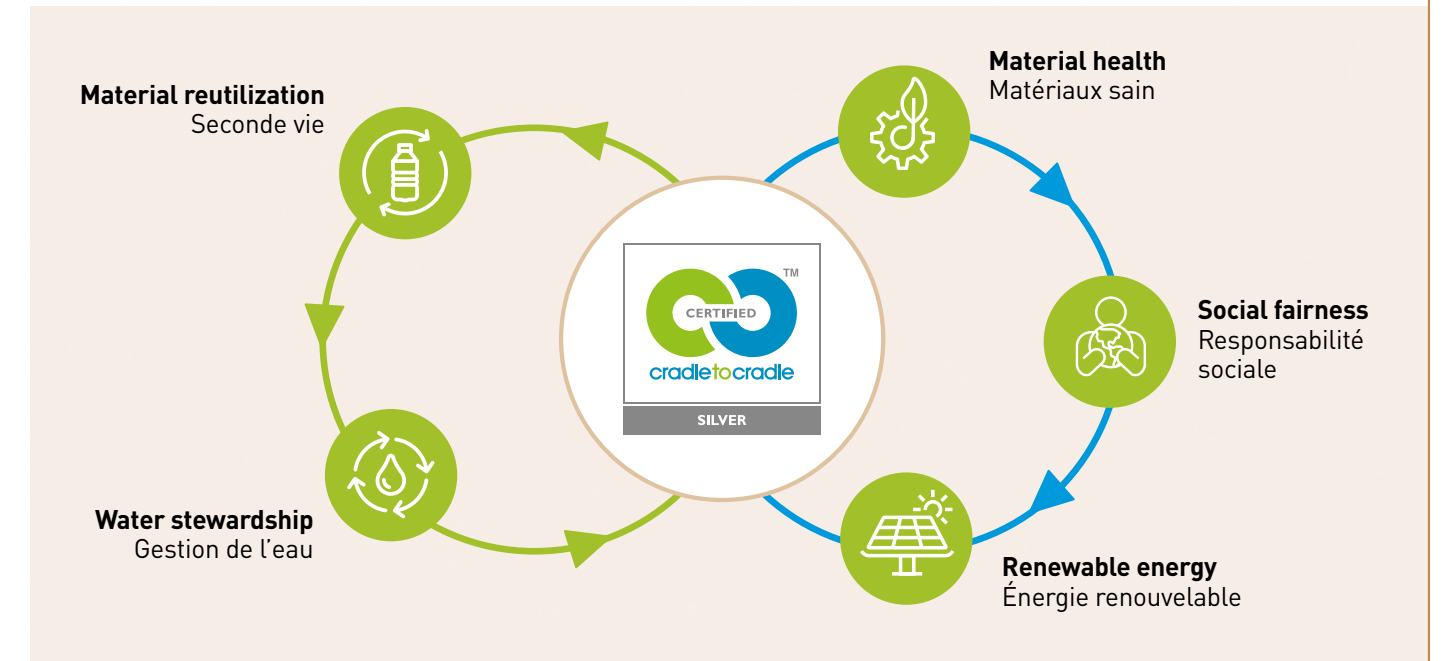 Material reutilization
Seconde vie
Material health
Matériaux sain
TM
CERTIFIED
cradletocradle
SILVER
Social fairness
Responsabilité
sociale
Water stewardship
Gestion de l’eau
Renewable energy
Énergie renouvelable